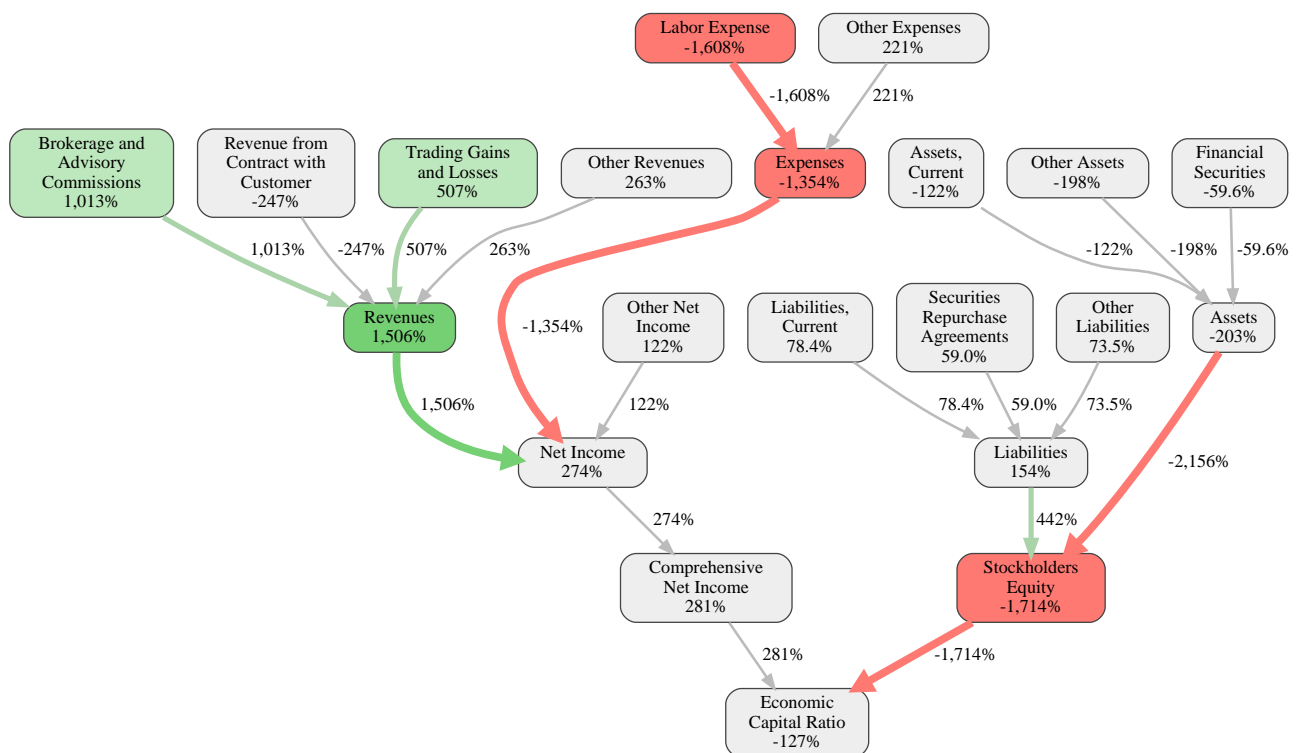 Labor Expense
-1,608%
Other Expenses
221%
-1,608%
221%
Brokerage and
Advisory
Commissions
1,013%
Revenue from
Contract with
Customer
-247%
Trading Gains
and Losses
507%
Other Revenues
263%
Expenses
-1,354%
Assets,
Current
-122%
Other Assets
-198%
Financial
Securities
-59.6%
1,013%
-247%
507%
263%
-122%
-198%
-59.6%
Revenues
1,506%
-1,354%
Other Net
Income
122%
Liabilities,
Current
78.4%
Securities
Repurchase
Agreements
59.0%
Other
Liabilities
73.5%
Assets
-203%
1,506%
122%
78.4%
59.0%
73.5%
Net Income
274%
Liabilities
154%
-2,156%
274%
442%
Comprehensive
Net Income
281%
Stockholders
Equity
-1,714%
281%
-1,714%
Economic
Capital Ratio
-127%